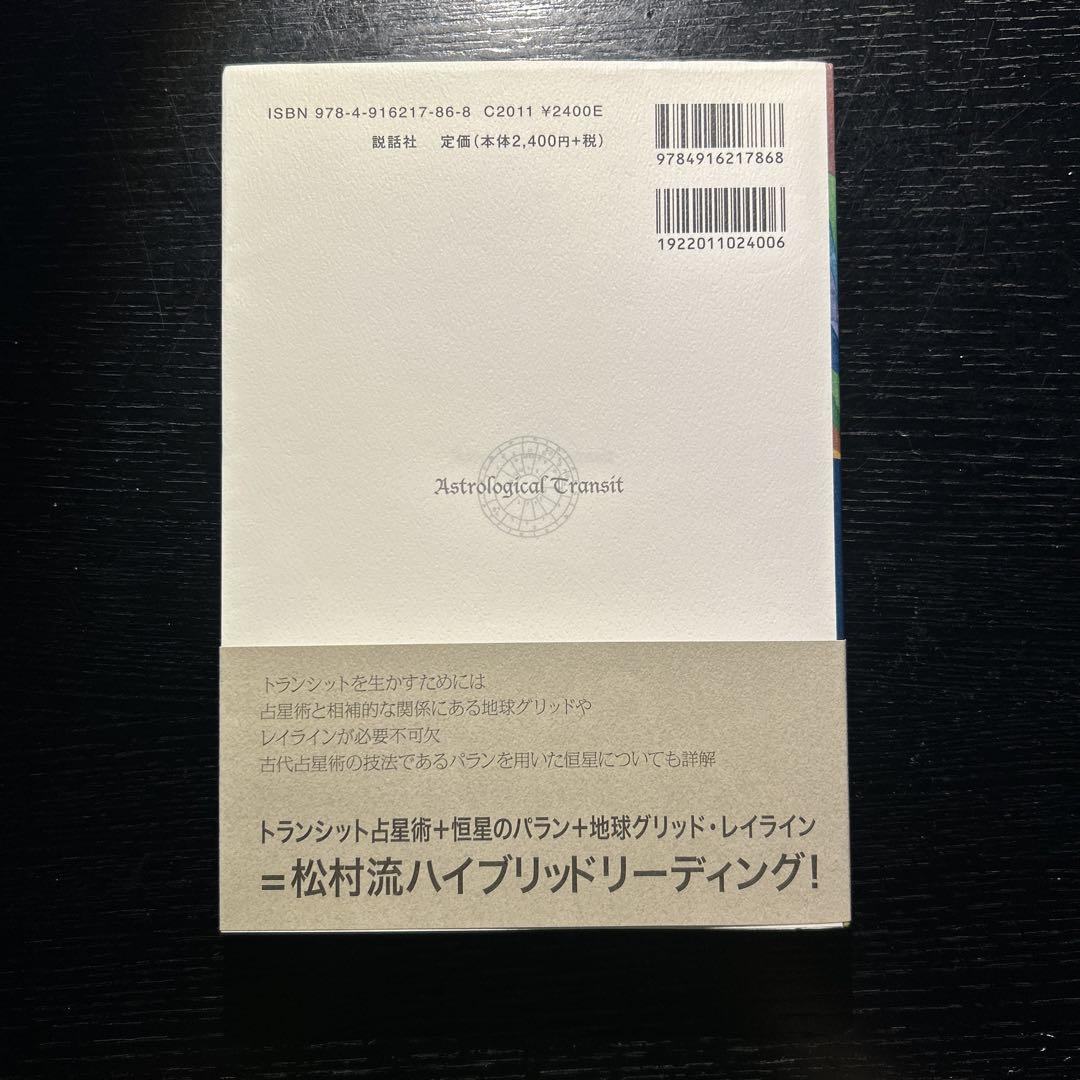 ISBN 978-4-916217-86-8 C2011 ¥2400E
説話社 定価(本体2,400円+税)
9784916217868
1922011024006
Astrological Transit
トランシットを生かすためには
占星術と相補的な関係にある地球グリッドや
レイラインが必要不可欠
古代占星術の技法であるパランを用いた恒星についても詳解
トランシット占星術+恒星のパラン+地球グリッド・レイライン
=松村流ハイブリッドリーディング!